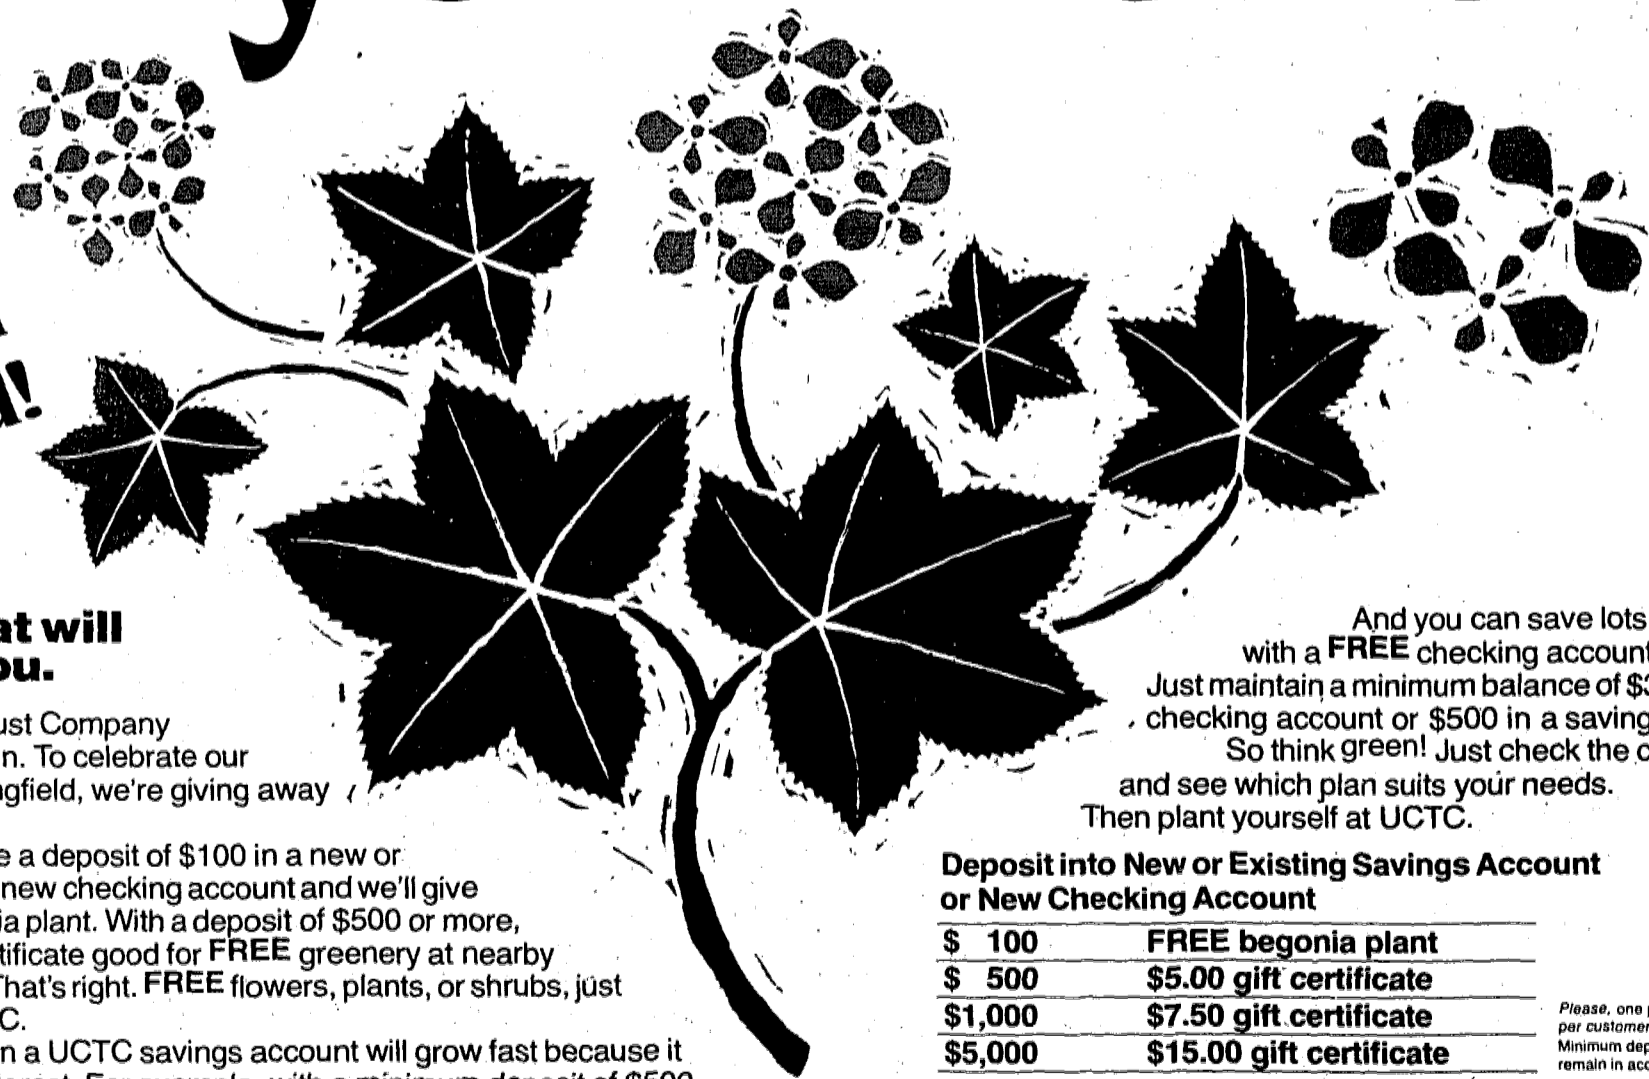 at will
ou.
ust Company
n. To celebrate our
ngfield, we're giving away
e a deposit of $100 in a new or
new checking account and we'll give
ia plant. With a deposit of $500 or more,
tificate good for FREE greenery at nearby
That's right. FREE flowers, plants, or shrubs, just
C.
n a UCTC savings account will grow fast because it
And you can save lots
with a FREE checking account
Just maintain a minimum balance of $3
checking account or $500 in a saving
So think green! Just check the c
and see which plan suits your needs.
Then plant yourself at UCTC.
Deposit into New or Existing Savings Account
or New Checking Account
$ 100 FREE begonia plant
$ 500 $5.00 gift certificate
$1,000 $7.50 gift certificate
$5,000 $15.00 gift certificate
Please, one
per customer
Minimum dep
remain in acc